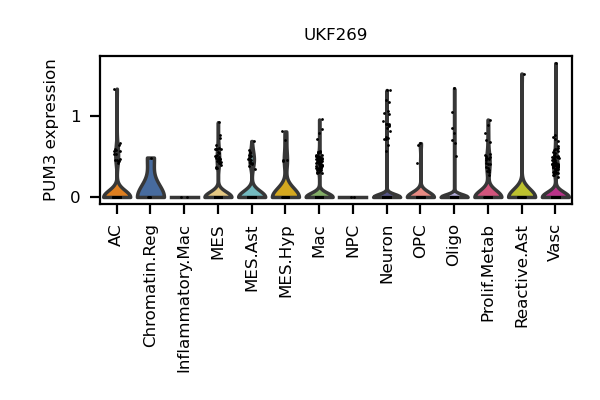 UKF269
PUM3 expression
1
0
AC
Chromatin.Reg
Inflammatory.Mac
MES
MES.Ast
MES.Hyp
Mac
NPC
Neuron
OPC
Oligo
Prolif.Metab
Reactive.Ast
Vasc